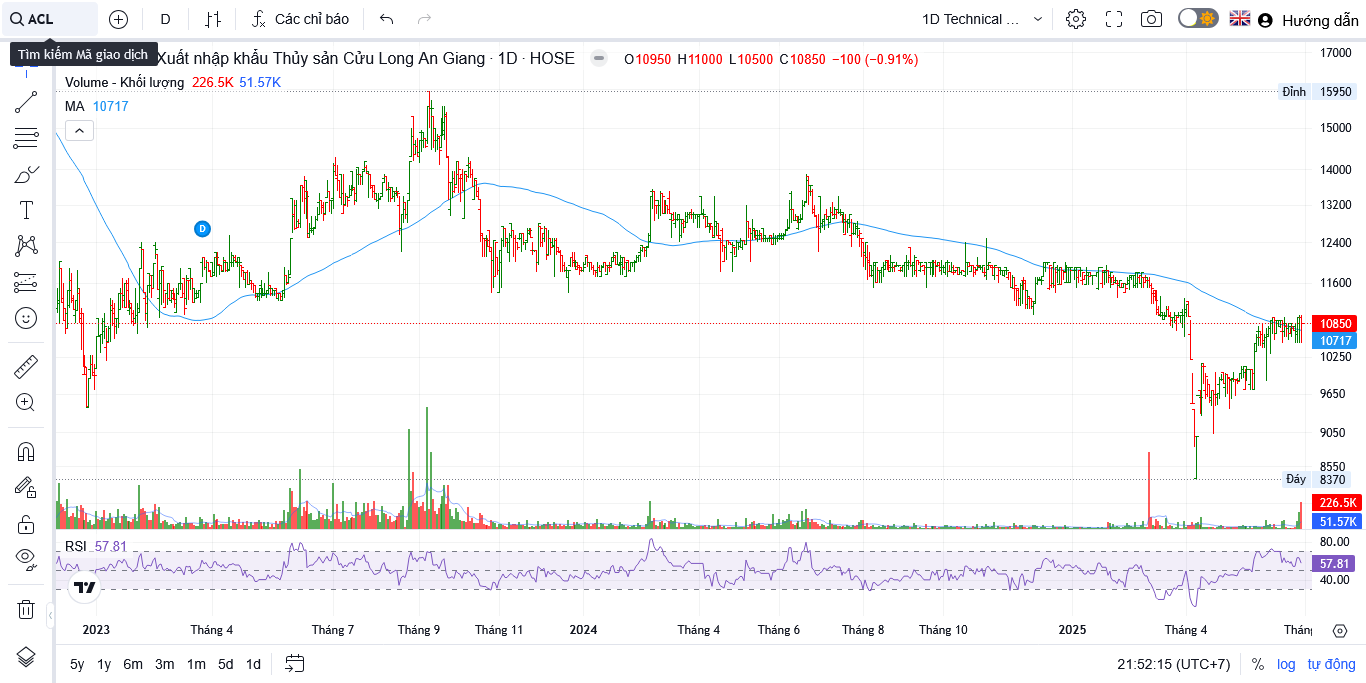 ACL
D
Các chỉ báo
1D Technical ...
Hướng dẫn
Tìm kiếm Mã giao dịch
Xuất nhập khẩu Thủy sản Cửu Long An Giang · 1D · HOSE
O10950 H11000 L10500 C10850 −100 (−0.91%)
Volume - Khối lượng 226.5K 51.57K
MA 10717
D
17000
Đỉnh 15950
15000
14000
13200
12400
11600
10850
10717
10250
9650
9050
8550
Đáy 8370
226.5K
51.57K
RSI 57.81
80.00
57.81
40.00
2023 Tháng 4 Tháng 7 Tháng 9 Tháng 11 2024 Tháng 4 Tháng 6 Tháng 8 Tháng 10 2025 Tháng 4
5y 1y 6m 3m 1m 5d 1d
21:52:15 (UTC+7) % log tự động